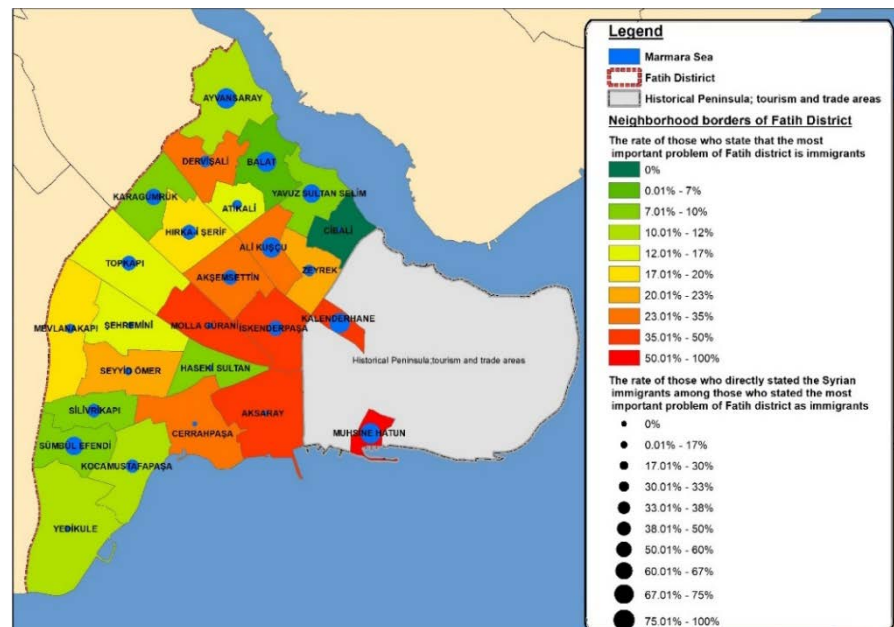 AYVANSARAY
DERVİŞALİ
BALAT
KARAGÜMRÜK
YAVUZ SULTAN SELİM
ATİKALİ
HIRKA-İ ŞERİF
CİBALİ
ALİ KUŞÇU
TOPKAPI
ZEYREK
AKŞEMSETTİN
MEVLANAKAPI
ŞEHREMİNİ
MOLLA GÜRANİ
İSKENDERPAŞA
KALENDERHANE
Historical Peninsula;tourism and trade areas
SEYYİD ÖMER
HASEKİ SULTAN
SİLİVRİKAPI
AKSARAY
CERRAHPAŞA
MUHSİNE HATUN
SÜMBÜL EFENDİ
KOCAMUSTAFAPAŞA
YEDİKULE
Legend
Marmara Sea
Fatih Distirict
Historical Peninsula; tourism and trade areas
Neighborhood borders of Fatih District
The rate of those who state that the most
important problem of Fatih district is immigrants
0%
0.01% - 7%
7.01% - 10%
10.01% - 12%
12.01% - 17%
17.01% - 20%
20.01% - 23%
23.01% - 35%
35.01% - 50%
50.01% - 100%
The rate of those who directly stated the Syrian
immigrants among those who stated the most
important problem of Fatih district as immigrants
0%
0.01% - 17%
17.01% - 30%
30.01% - 33%
33.01% - 38%
38.01% - 50%
50.01% - 60%
60.01% - 67%
67.01% - 75%
75.01% - 100%